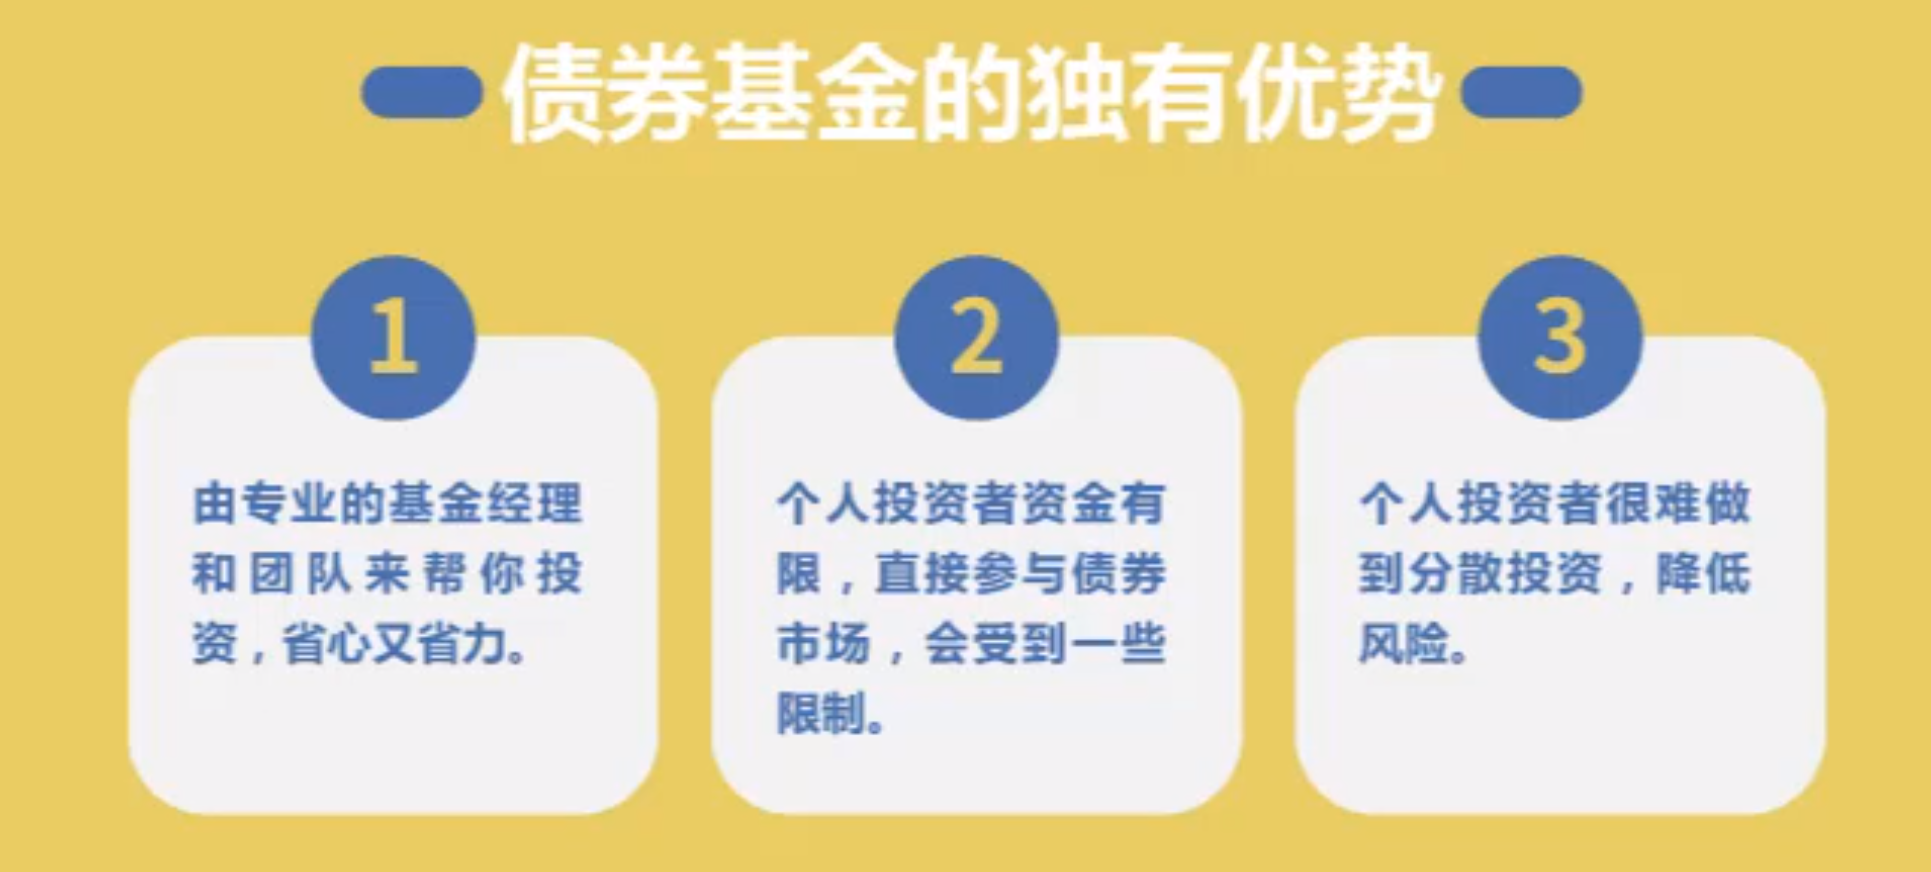 债券基金的独有优势
1
由专业的基金经理
和团队来帮你投
资，省心又省力。
2
个人投资者资金有
限，直接参与债券
市场，会受到一些
限制。
3
个人投资者很难做
到分散投资，降低
风险。